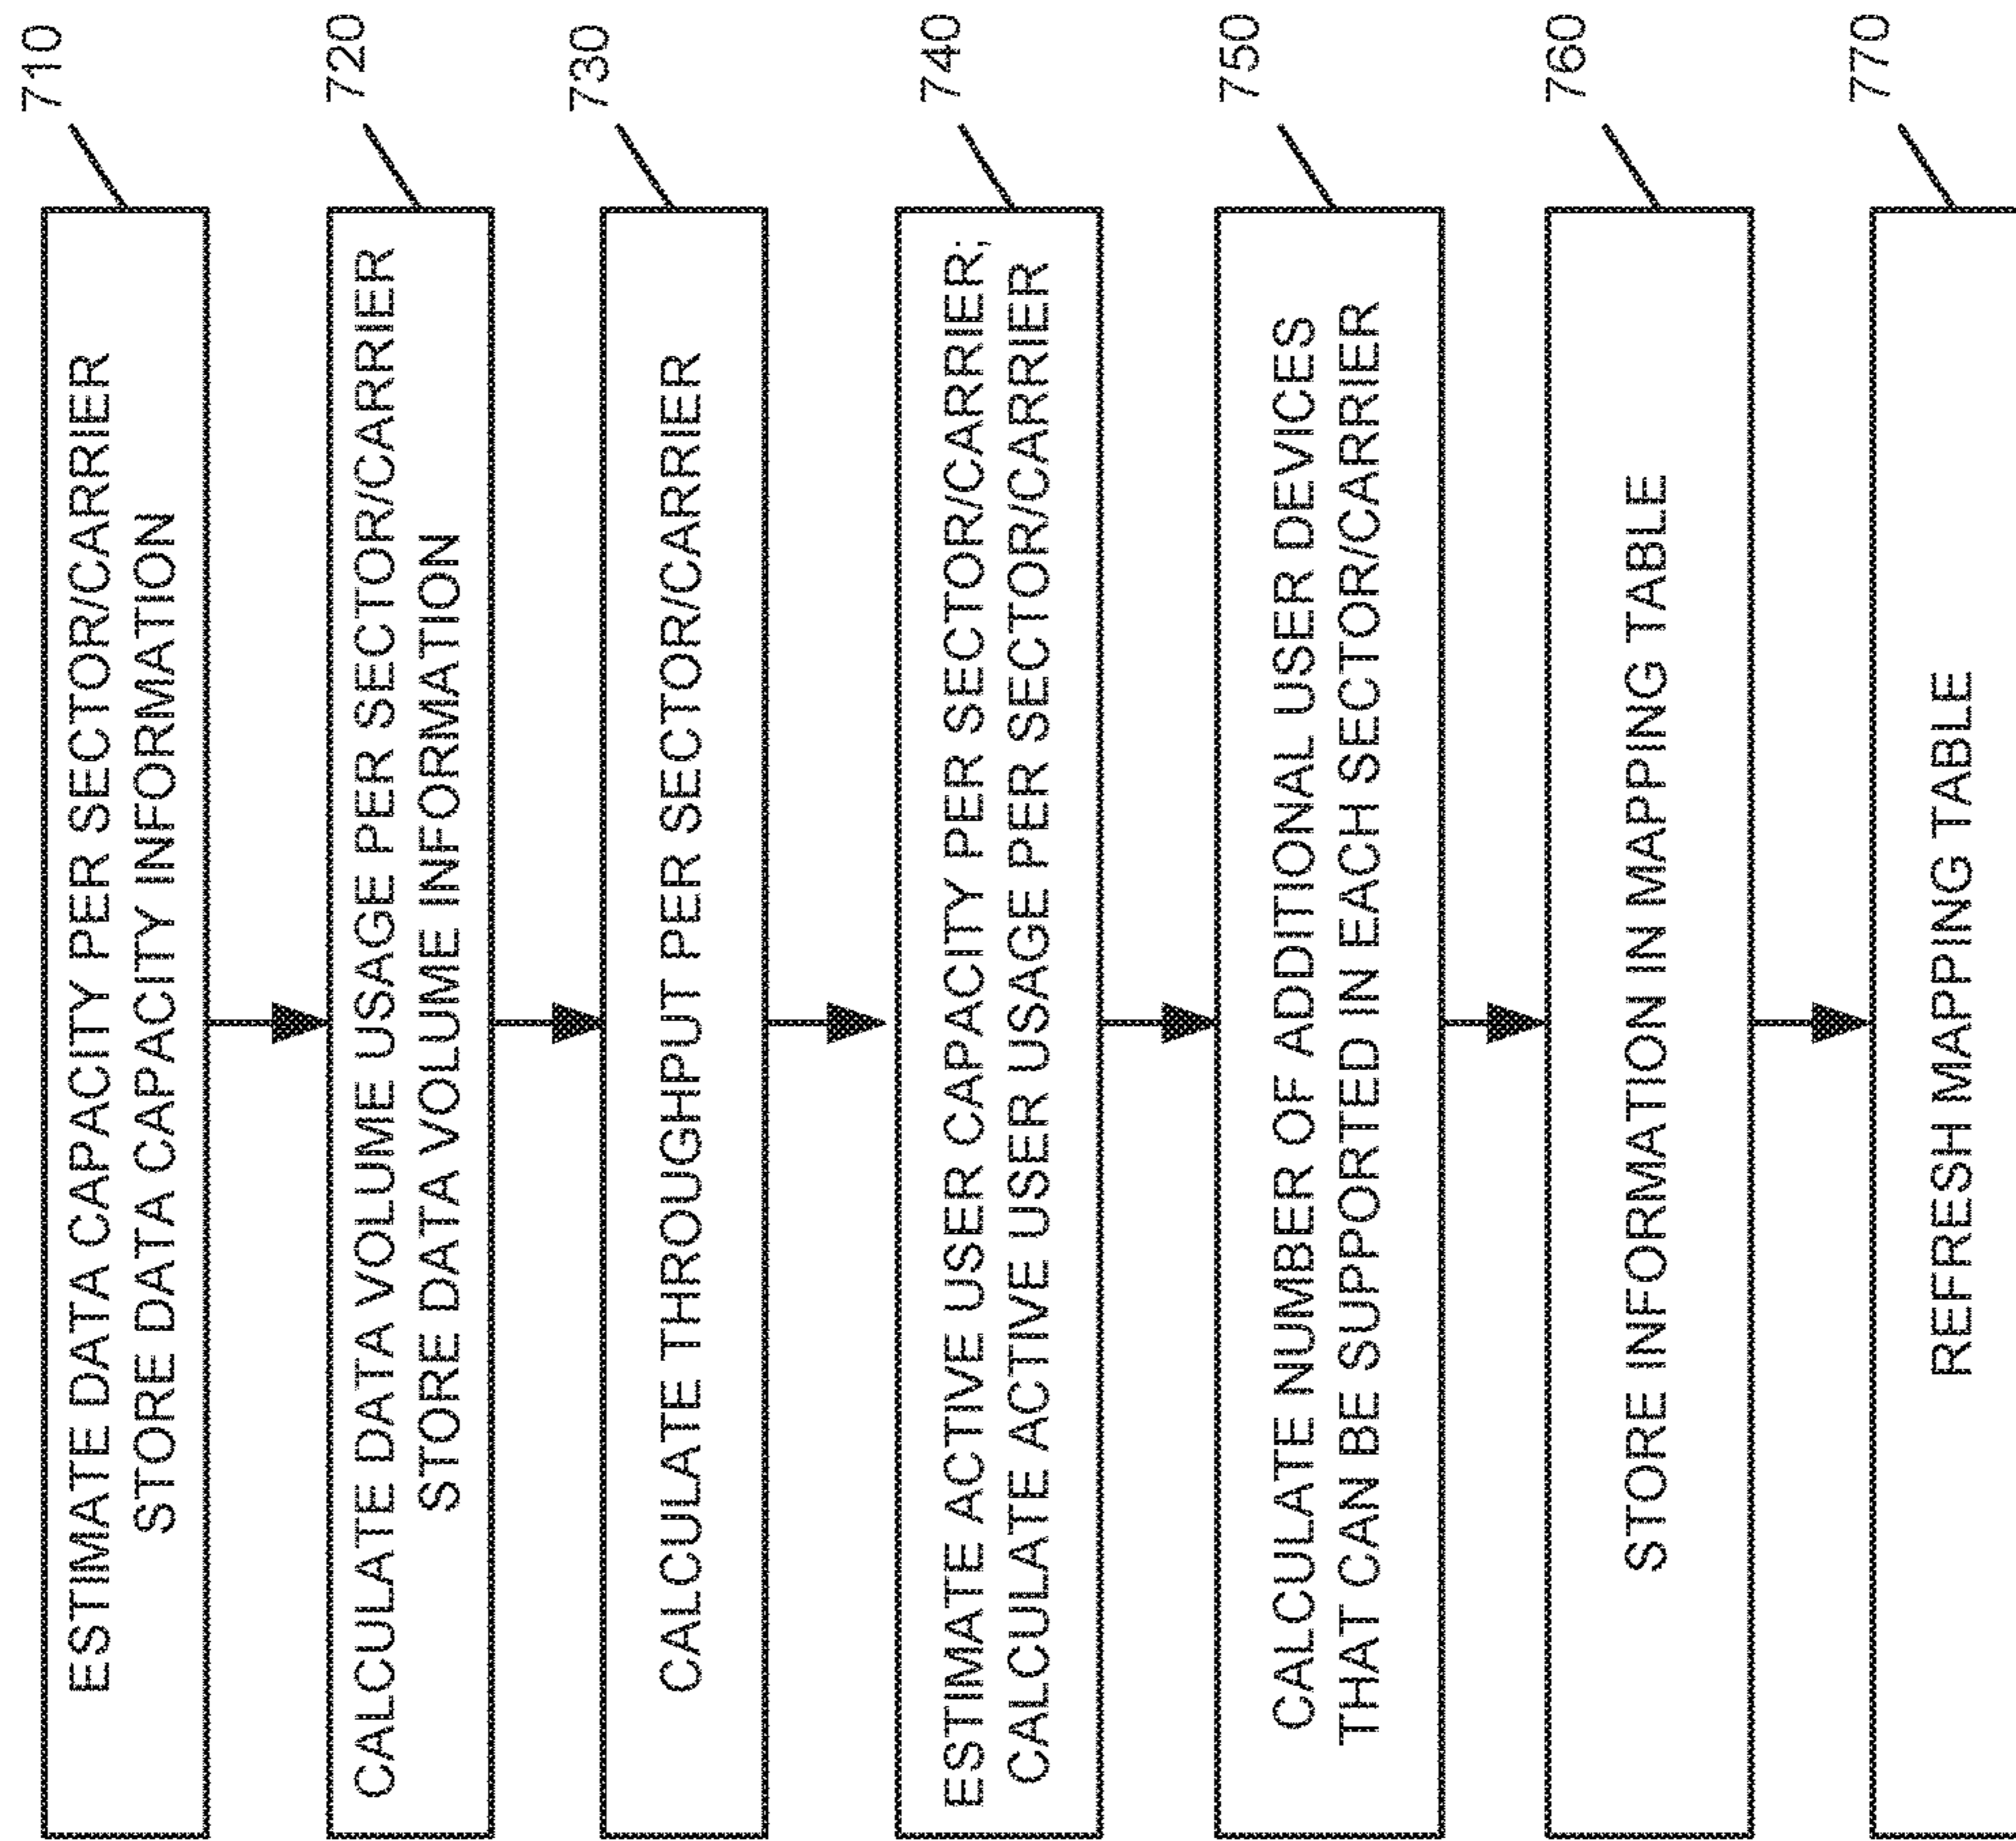 710
ESTIMATE DATA CAPACITY PER SECTOR/CARRIER
STORE DATA CAPACITY INFORMATION
720
CALCULATE DATA VOLUME USAGE PER SECTOR/CARRIER
STORE DATA VOLUME INFORMATION
730
CALCULATE THROUGHPUT PER SECTOR/CARRIER
740
ESTIMATE ACTIVE USER CAPACITY PER SECTOR/CARRIER;
CALCULATE ACTIVE USER USAGE PER SECTOR/CARRIER
750
CALCULATE NUMBER OF ADDITIONAL USER DEVICES
THAT CAN BE SUPPORTED IN EACH SECTOR/CARRIER
760
STORE INFORMATION IN MAPPING TABLE
770
REFRESH MAPPING TABLE